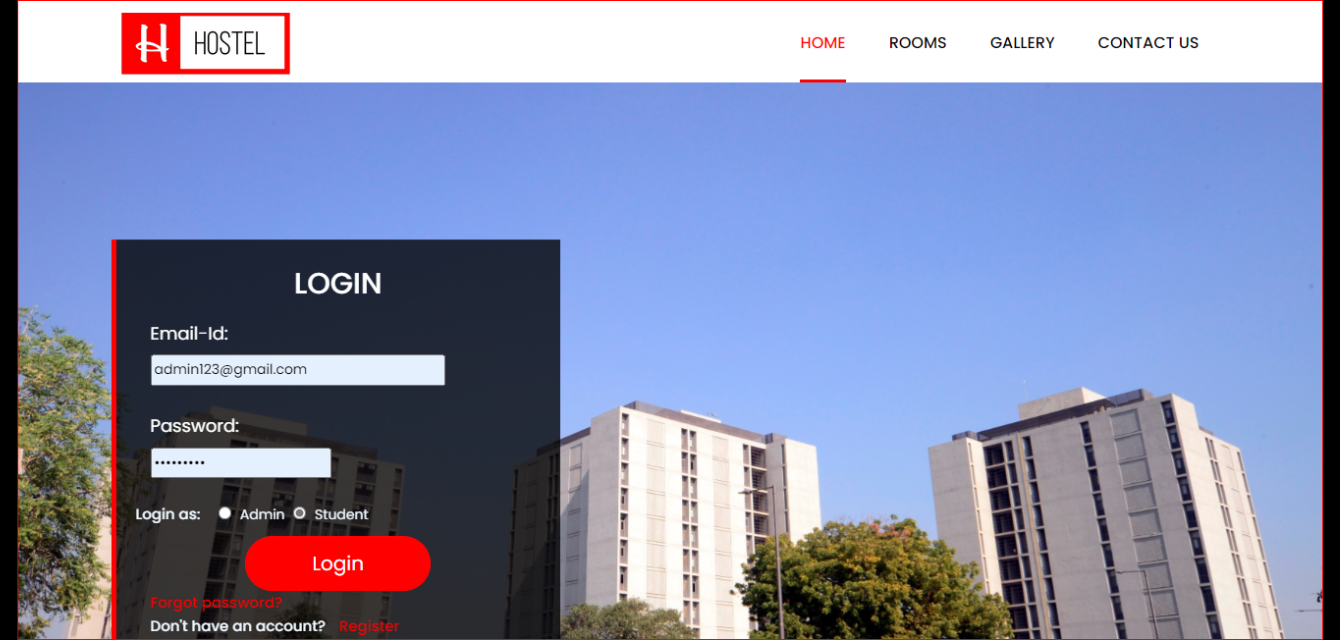 H HOSTEL
HOME ROOMS GALLERY CONTACT US
LOGIN
Email-Id:
admin123@gmail.com
Password:
•••••••••
Login as: Admin Student
Login
Forgot password?
Don't have an account? Register